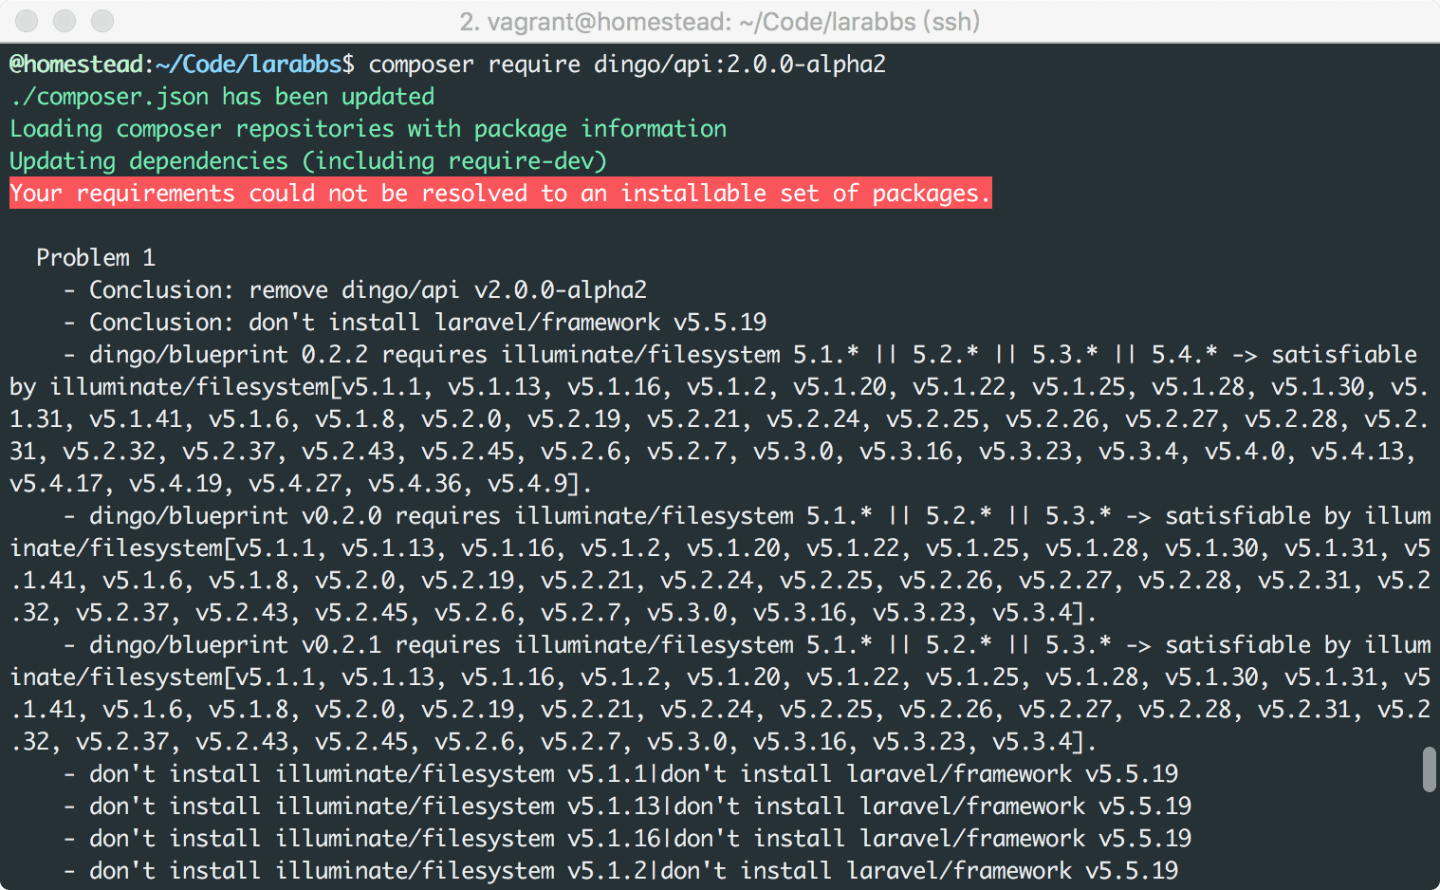 2. vagrant@homestead: ~/Code/larabbs (ssh)
@homestead:~/Code/larabbs$ composer require dingo/api:2.0.0-alpha2
./composer.json has been updated
Loading composer repositories with package information
Updating dependencies (including require-dev)
Your requirements could not be resolved to an installable set of packages.
Problem 1
- Conclusion: remove dingo/api v2.0.0-alpha2
- Conclusion: don't install laravel/framework v5.5.19
- dingo/blueprint 0.2.2 requires illuminate/filesystem 5.1.* || 5.2.* || 5.3.* || 5.4.* -> satisfiable
by illuminate/filesystem[v5.1.1, v5.1.13, v5.1.16, v5.1.2, v5.1.20, v5.1.22, v5.1.25, v5.1.28, v5.1.30, v5.
1.31, v5.1.41, v5.1.6, v5.1.8, v5.2.0, v5.2.19, v5.2.21, v5.2.24, v5.2.25, v5.2.26, v5.2.27, v5.2.28, v5.2.
31, v5.2.32, v5.2.37, v5.2.43, v5.2.45, v5.2.6, v5.2.7, v5.3.0, v5.3.16, v5.3.23, v5.3.4, v5.4.0, v5.4.13,
v5.4.17, v5.4.19, v5.4.27, v5.4.36, v5.4.9].
- dingo/blueprint v0.2.0 requires illuminate/filesystem 5.1.* || 5.2.* || 5.3.* -> satisfiable by illum
inate/filesystem[v5.1.1, v5.1.13, v5.1.16, v5.1.2, v5.1.20, v5.1.22, v5.1.25, v5.1.28, v5.1.30, v5.1.31, v5
.1.41, v5.1.6, v5.1.8, v5.2.0, v5.2.19, v5.2.21, v5.2.24, v5.2.25, v5.2.26, v5.2.27, v5.2.28, v5.2.31, v5.2
.32, v5.2.37, v5.2.43, v5.2.45, v5.2.6, v5.2.7, v5.3.0, v5.3.16, v5.3.23, v5.3.4].
- dingo/blueprint v0.2.1 requires illuminate/filesystem 5.1.* || 5.2.* || 5.3.* -> satisfiable by illum
inate/filesystem[v5.1.1, v5.1.13, v5.1.16, v5.1.2, v5.1.20, v5.1.22, v5.1.25, v5.1.28, v5.1.30, v5.1.31, v5
.1.41, v5.1.6, v5.1.8, v5.2.0, v5.2.19, v5.2.21, v5.2.24, v5.2.25, v5.2.26, v5.2.27, v5.2.28, v5.2.31, v5.2
.32, v5.2.37, v5.2.43, v5.2.45, v5.2.6, v5.2.7, v5.3.0, v5.3.16, v5.3.23, v5.3.4].
- don't install illuminate/filesystem v5.1.1|don't install laravel/framework v5.5.19
- don't install illuminate/filesystem v5.1.13|don't install laravel/framework v5.5.19
- don't install illuminate/filesystem v5.1.16|don't install laravel/framework v5.5.19
- don't install illuminate/filesystem v5.1.2|don't install laravel/framework v5.5.19